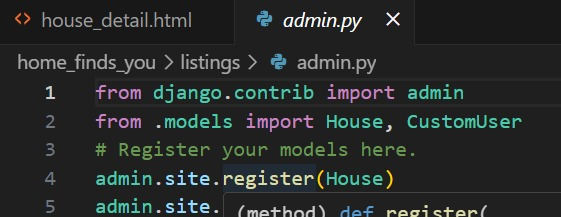 house_detail.html
admin.py
home_finds_you > listings > admin.py
1 from django.contrib import admin
2 from .models import House, CustomUser
3 # Register your models here.
4 admin.site.register(House)
5 admin.site.
(method) def register(